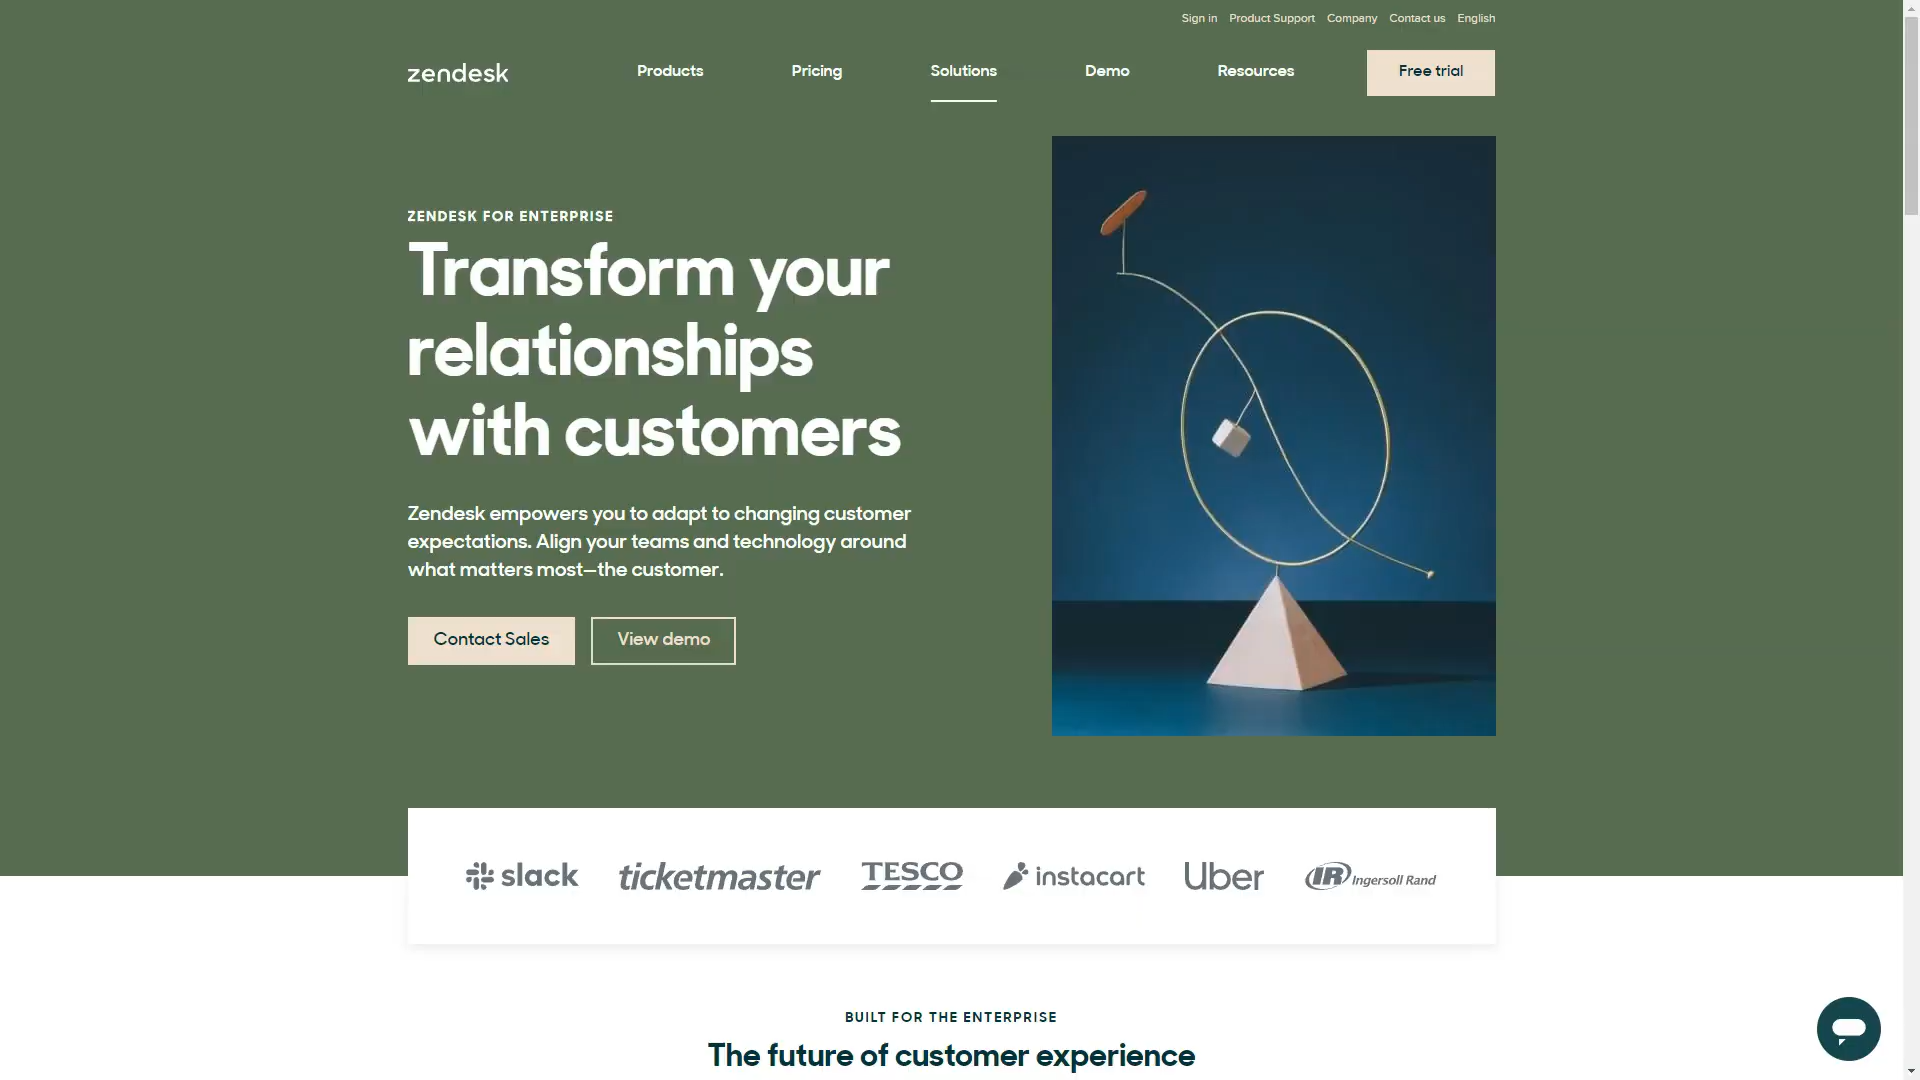 Sign in Product Support Company Contact us English
zendesk Products Pricing Solutions Demo Resources Free trial
ZENDESK FOR ENTERPRISE
Transform your
relationships
with customers
Zendesk empowers you to adapt to changing customer
expectations. Align your teams and technology around
what matters most—the customer.
Contact Sales View demo
slack ticketmaster TESCO instacart Uber IR Ingersoll Rand
BUILT FOR THE ENTERPRISE
The future of customer experience